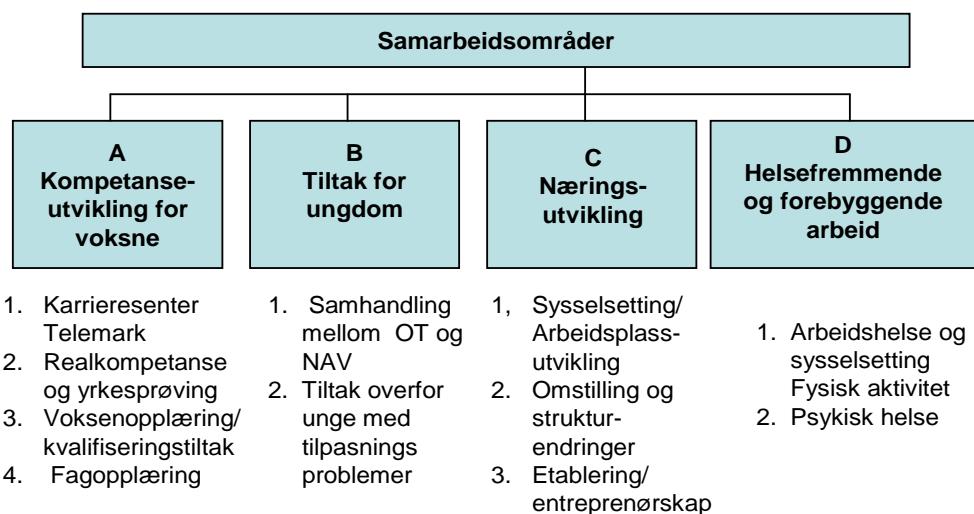 Samarbeidsområder
A
Kompetanse-
utvikling for
voksne
B
Tiltak for
ungdom
C
Nærings-
utvikling
D
Helsefremmende
og forebyggende
arbeid
1. Karrieresenter
Telemark
2. Realkompetanse
og yrkesprøving
3. Voksenopplæring/
kvalifiseringstiltak
4. Fagopplæring
1. Samhandling
mellom OT og
NAV
2. Tiltak overfor
unge med
tilpasnings
problemer
1, Sysselsetting/
Arbeidsplass-
utvikling
2. Omstilling og
struktur-
endringer
3. Etablering/
entreprenørskap
1. Arbeidshelse og
sysselsetting
Fysisk aktivitet
2. Psykisk helse